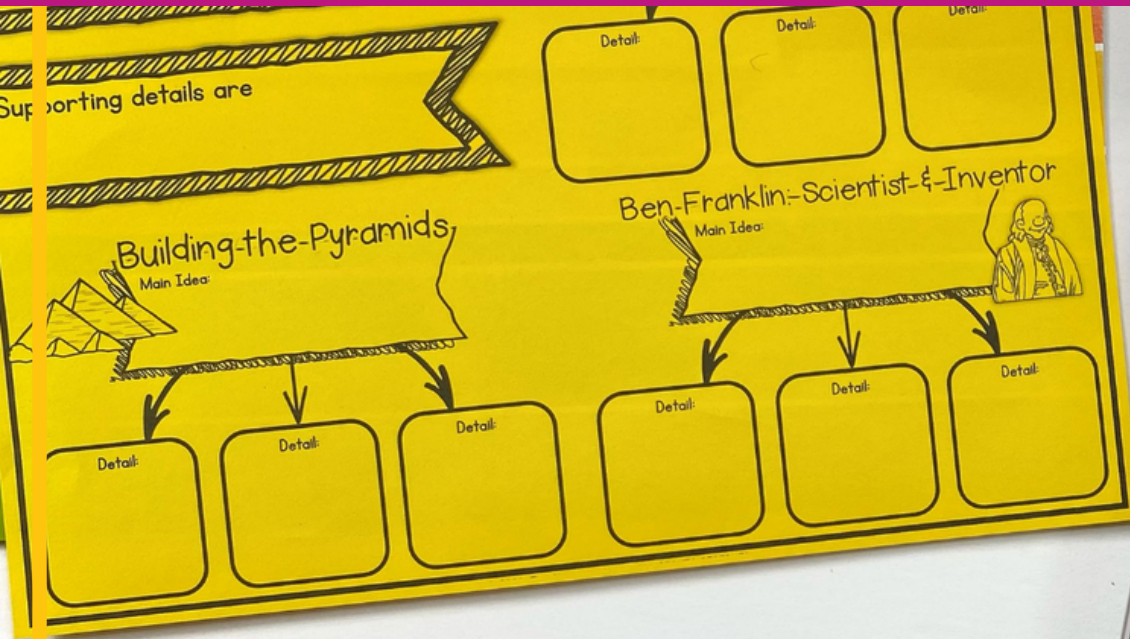 Detail:
Detail:
Detail:
Supporting details are
Ben-Franklin:-Scientist-&-Inventor
Main Idea:
Building-the-Pyramids
Main Idea:
Detail:
Detail:
Detail:
Detail:
Detail:
Detail: